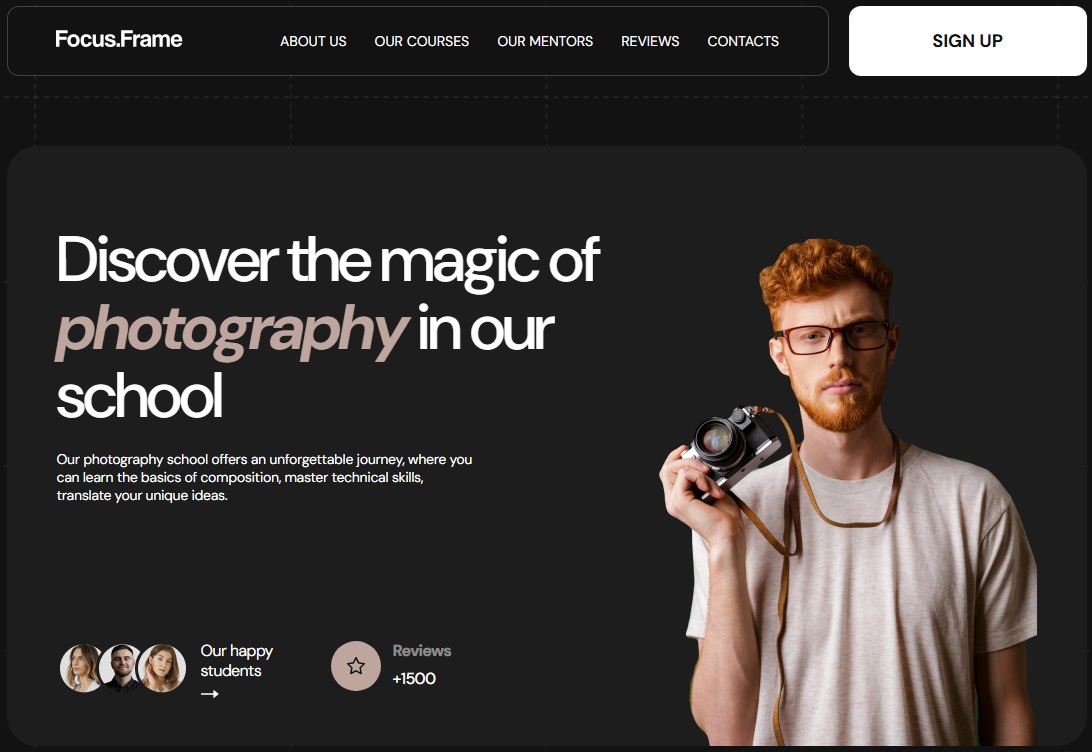 Focus.Frame
ABOUT US
OUR COURSES
OUR MENTORS
REVIEWS
CONTACTS
SIGN UP
Discover the magic of
photography in our
school
Our photography school offers an unforgettable journey, where you
can learn the basics of composition, master technical skills,
translate your unique ideas.
Our happy
students
→
Reviews
+1500